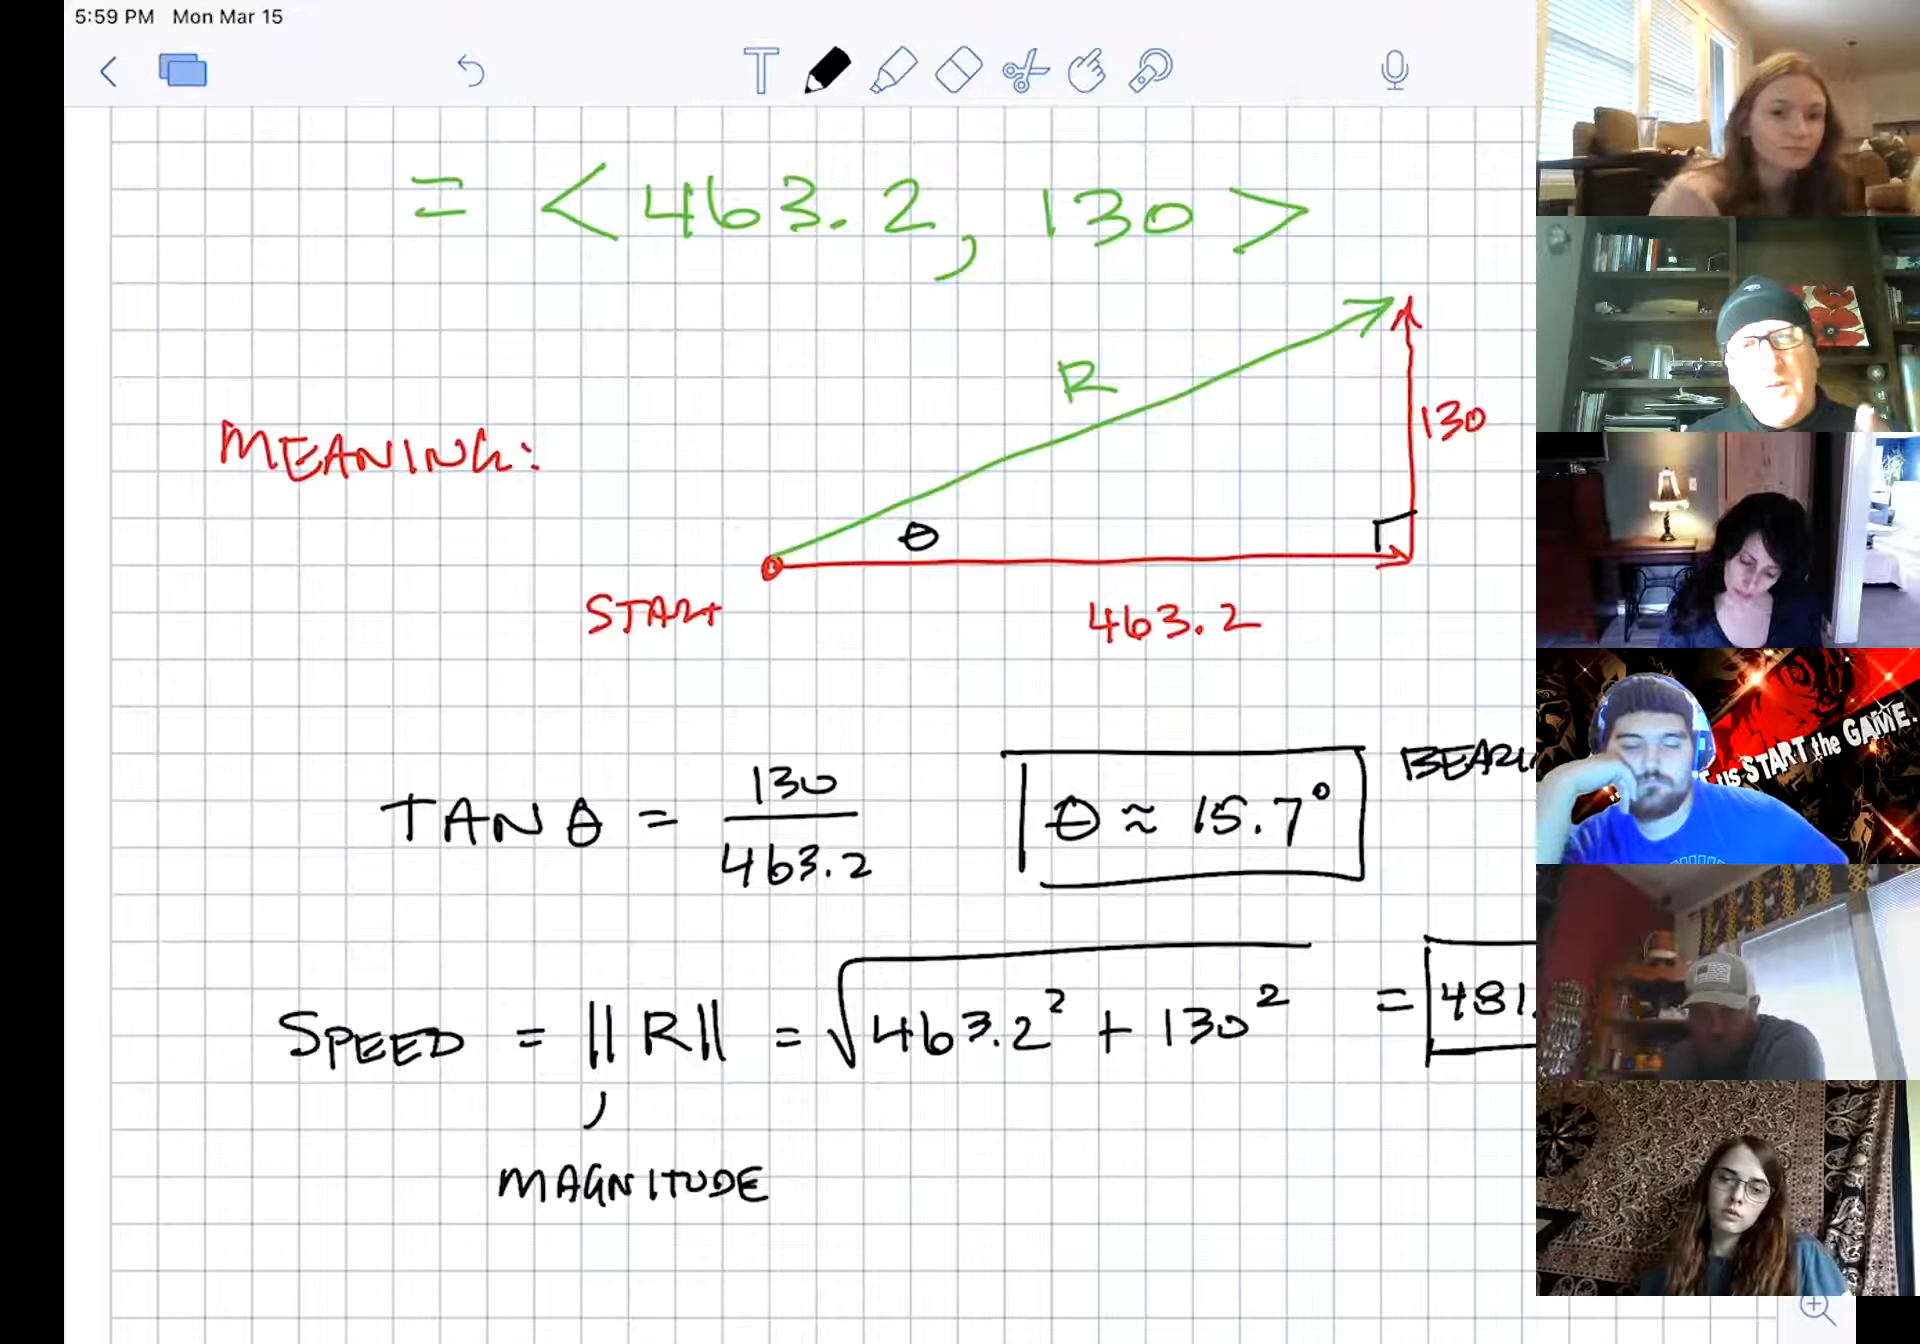 5:59 PM Mon Mar 15
= < 463.2, 130 >
R
130
MEANING:
θ
START
463.2
TAN θ = 130 / 463.2
θ ≈ 15.7°
SPEED = || R || = √463.2² + 130² = 481.
MAGNITUDE
START the GAME.